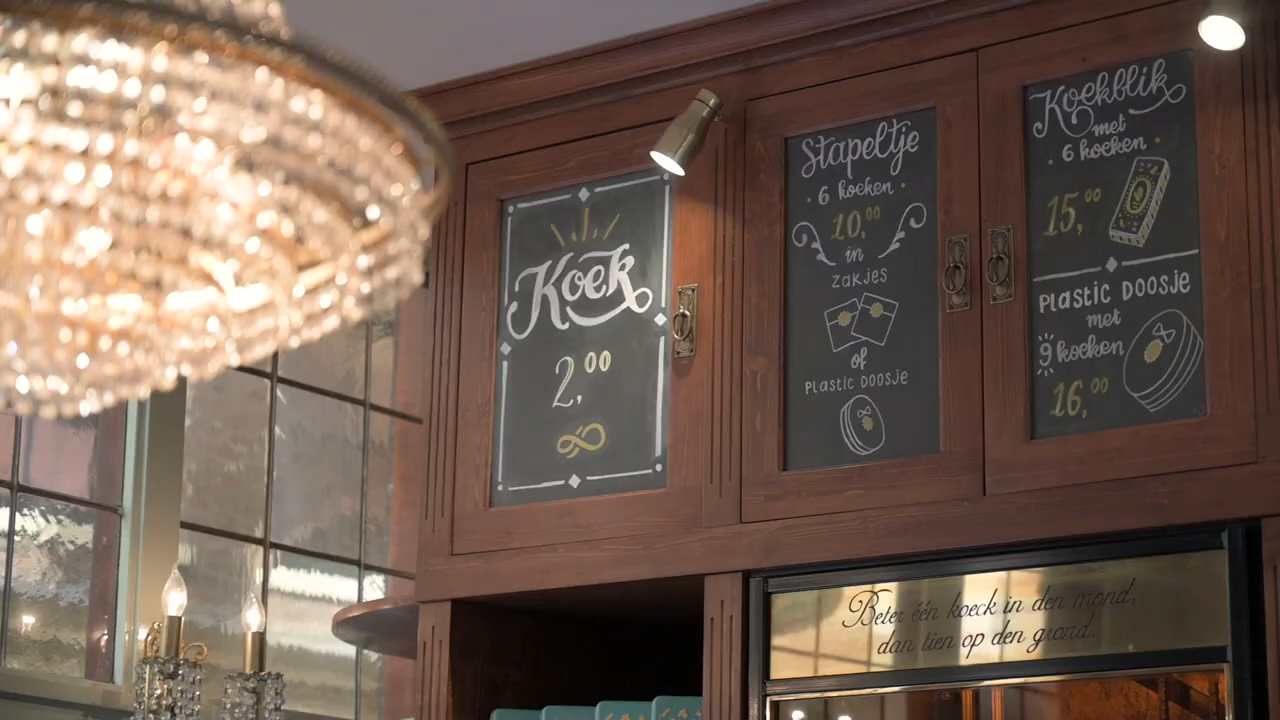 Koek
2,00
Stapeltje
6 koeken
10,00
in
zakjes
of
Plastic Doosje
Koekblik
met
6 koeken
15,00
Plastic Doosje
met
9 koeken
16,00
Beter één koeck in den mond,
dan tien op den grond.